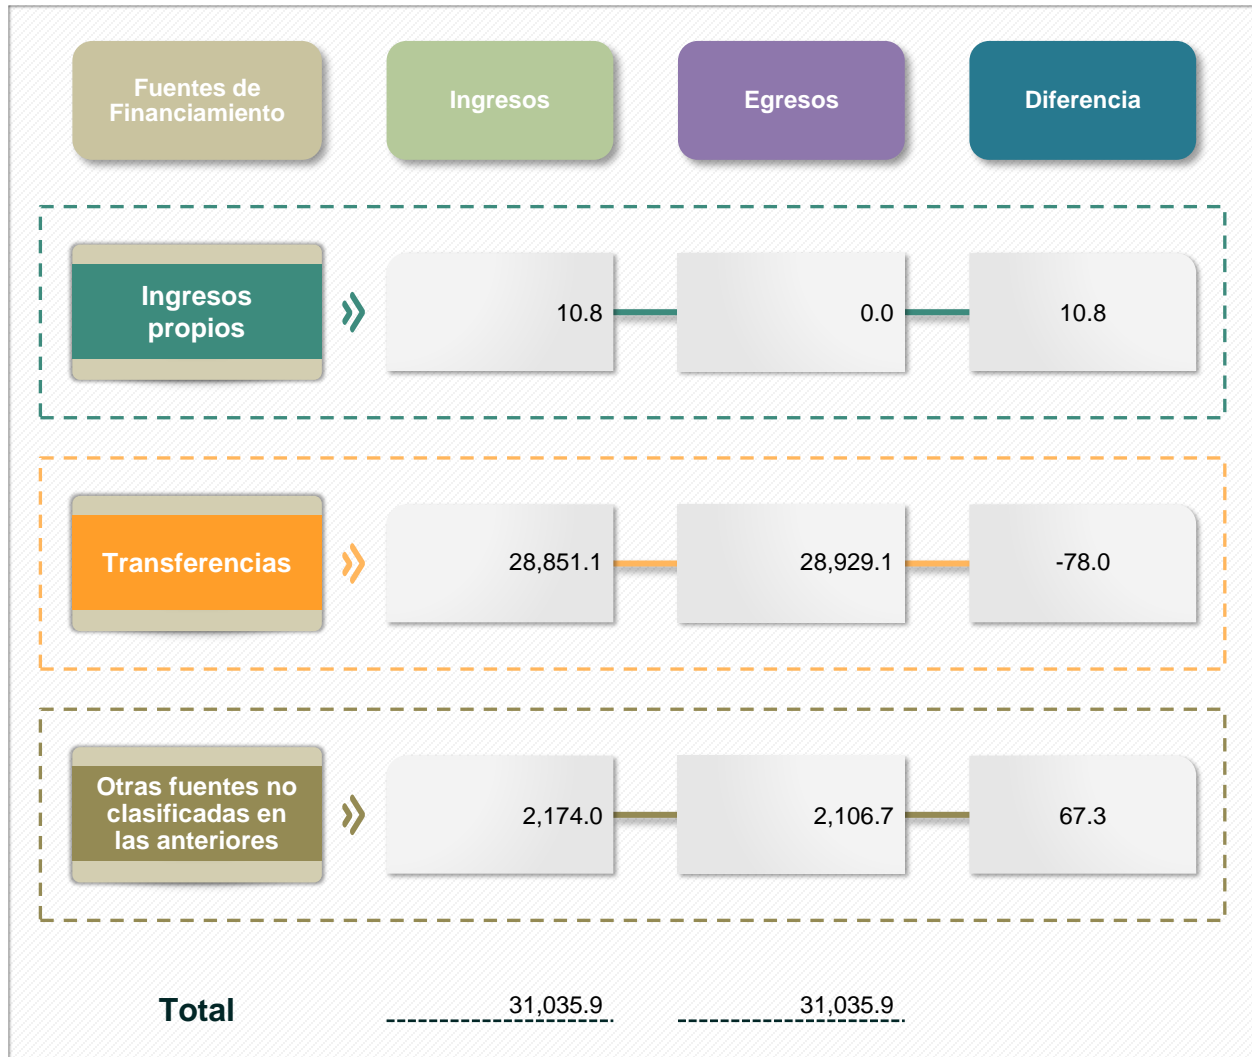 Fuentes de
Financiamiento
Ingresos
Egresos
Diferencia
Ingresos
propios
10.8
0.0
10.8
Transferencias
28,851.1
28,929.1
-78.0
Otras fuentes no
clasificadas en
las anteriores
2,174.0
2,106.7
67.3
Total
31,035.9
31,035.9